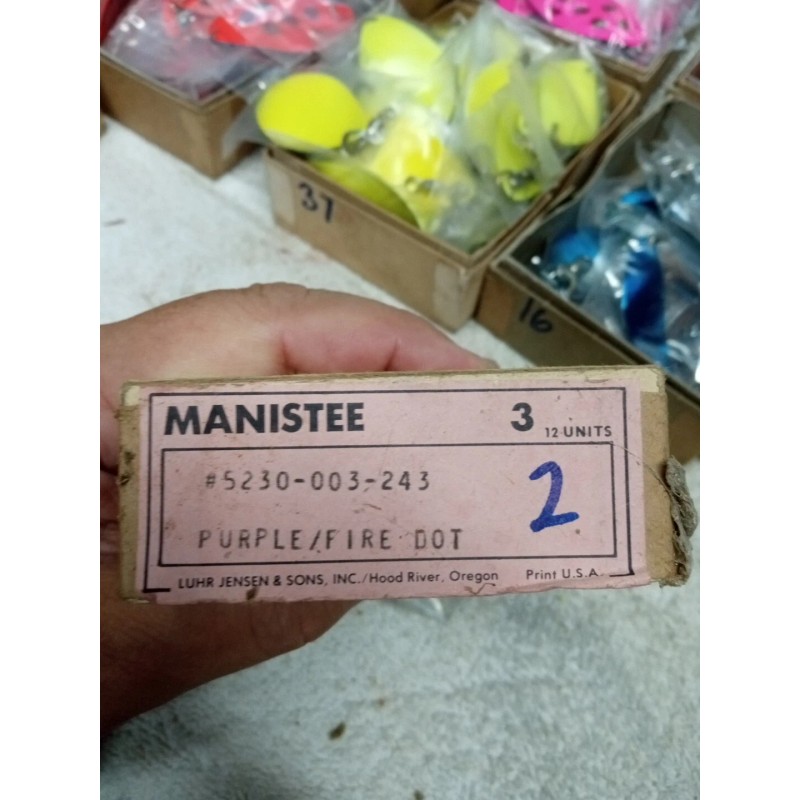 37
16
MANISTEE 3 12 UNITS
#5230-003-243
2
PURPLE/FIRE DOT
LUHR JENSEN & SONS, INC./Hood River, Oregon Print U.S.A.